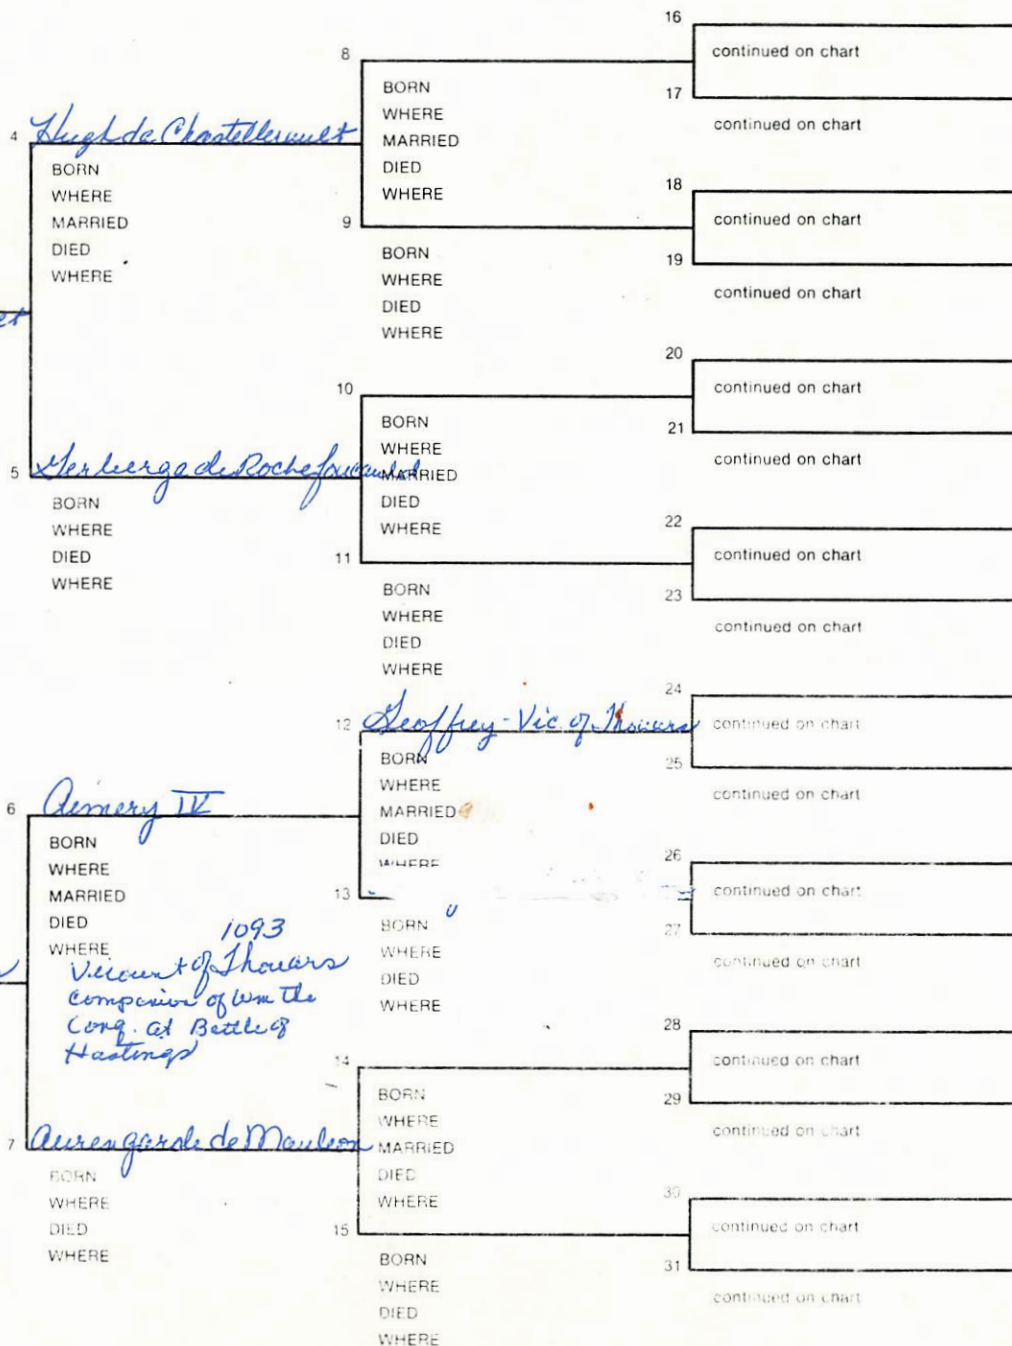 16
continued on chart
8
BORN
17
WHERE
continued on chart
4 Hugh de Chastellerault
MARRIED
BORN
DIED
WHERE
WHERE
18
MARRIED
continued on chart
9
DIED
BORN
19
WHERE
WHERE
continued on chart
DIED
WHERE
20
10
continued on chart
BORN
21
WHERE
continued on chart
5 Gerberga de Rochefoucauld
MARRIED
BORN
DIED
WHERE
WHERE
22
DIED
11
continued on chart
WHERE
BORN
23
WHERE
continued on chart
DIED
WHERE
24
12 Geoffrey - Vic of Thouars
continued on chart
BORN
25
WHERE
continued on chart
6 Aimery IV
MARRIED
BORN
DIED
WHERE
WHERE
26
MARRIED
13
continued on chart
DIED 1093
BORN
27
WHERE
WHERE
continued on chart
Vicount of Thouars
DIED
Companion of Wm the
WHERE
Conq. at Battle of
28
Hastings
14
continued on chart
BORN
29
WHERE
continued on chart
7 Aurengarde de Mauleon
MARRIED
BORN
DIED
WHERE
WHERE
30
DIED
15
continued on chart
WHERE
BORN
31
WHERE
continued on chart
DIED
WHERE